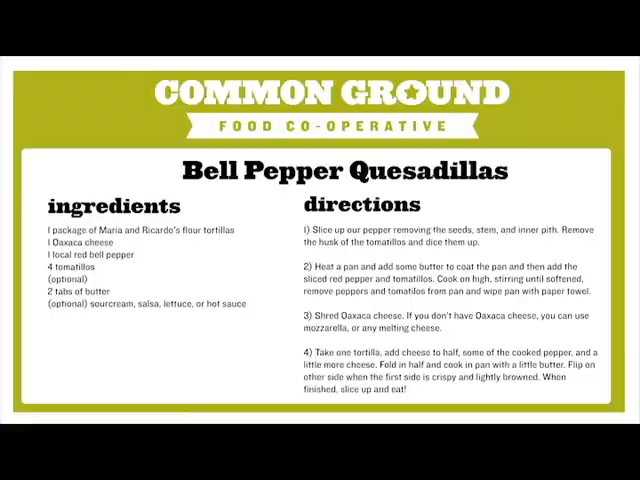 COMMON GROUND
FOOD CO-OPERATIVE
Bell Pepper Quesadillas
ingredients
1 package of Maria and Ricardo's flour tortillas
1 Oaxaca cheese
1 local red bell pepper
4 tomatillos
(optional)
2 tabs of butter
(optional) sourcream, salsa, lettuce, or hot sauce
directions
1) Slice up our pepper removing the seeds, stem, and inner pith. Remove
the husk of the tomatillos and dice them up.
2) Heat a pan and add some butter to coat the pan and then add the
sliced red pepper and tomatillos. Cook on high, stirring until softened,
remove peppers and tomatilos from pan and wipe pan with paper towel.
3) Shred Oaxaca cheese. If you don't have Oaxaca cheese, you can use
mozzarella, or any melting cheese.
4) Take one tortilla, add cheese to half, some of the cooked pepper, and a
little more cheese. Fold in half and cook in pan with a little butter. Flip on
other side when the first side is crispy and lightly browned. When
finished, slice up and eat!